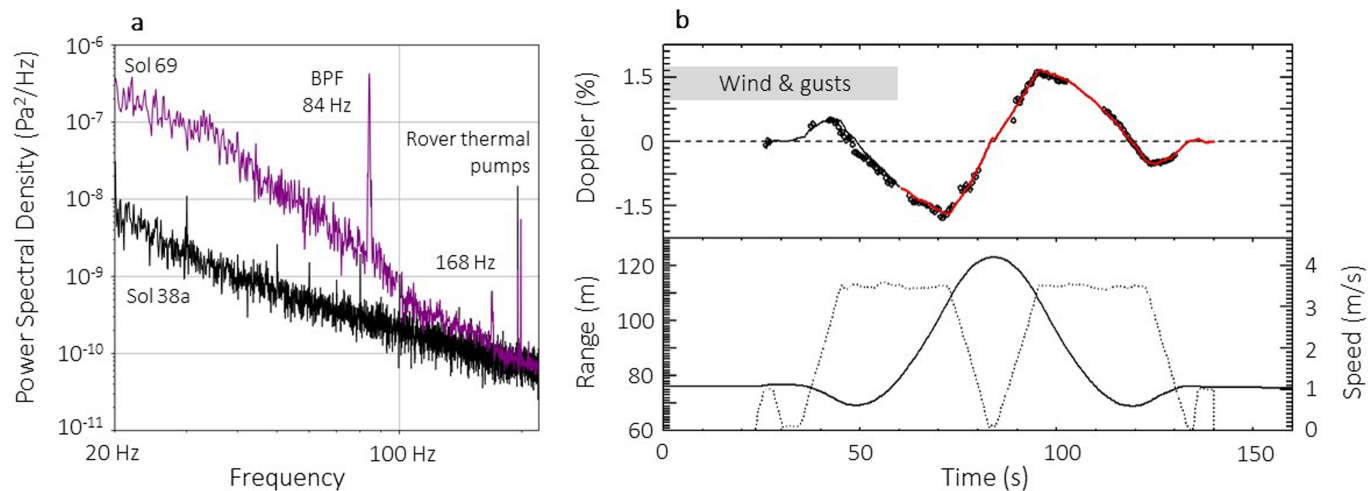 a
Power Spectral Density (Pa²/Hz)
10⁻⁶
10⁻⁷
10⁻⁸
10⁻⁹
10⁻¹⁰
10⁻¹¹
Sol 69
BPF
84 Hz
Rover thermal
pumps
168 Hz
Sol 38a
20 Hz
100 Hz
Frequency
b
Doppler (%)
1.5
0
-1.5
Wind & gusts
Range (m)
120
100
80
60
Speed (m/s)
4
3
2
1
0
0
50
100
150
Time (s)